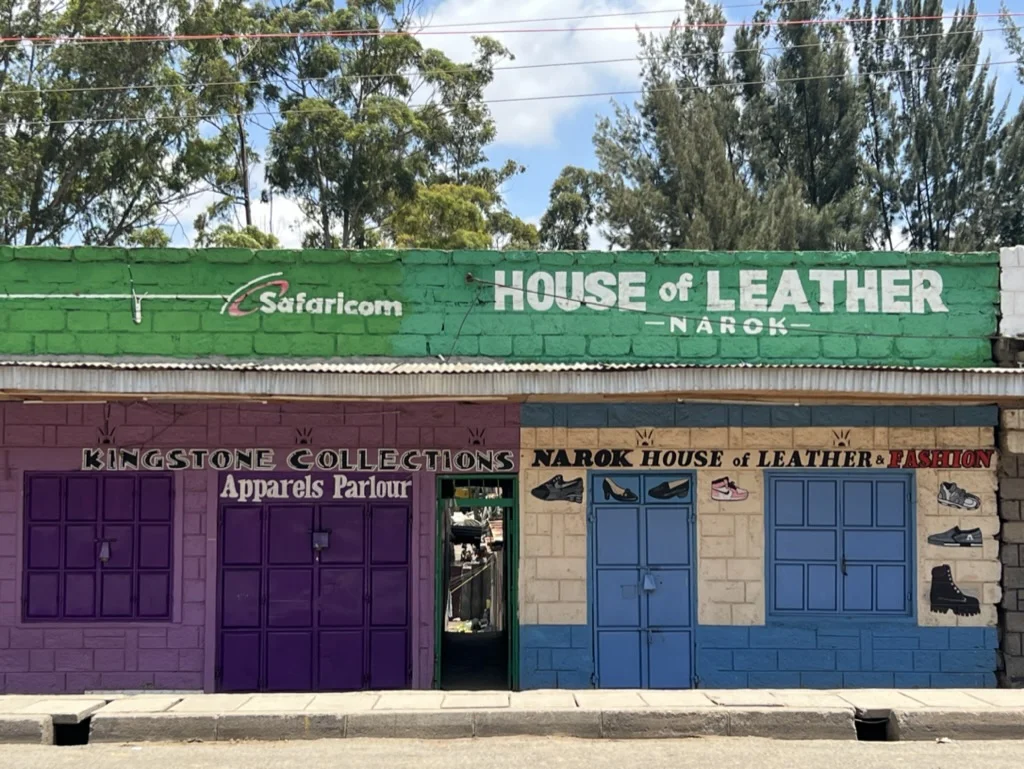 Safaricom
HOUSE of LEATHER
-NAROK-
KINGSTONE COLLECTIONS
Apparels Parlour
NAROK HOUSE of LEATHER & FASHION